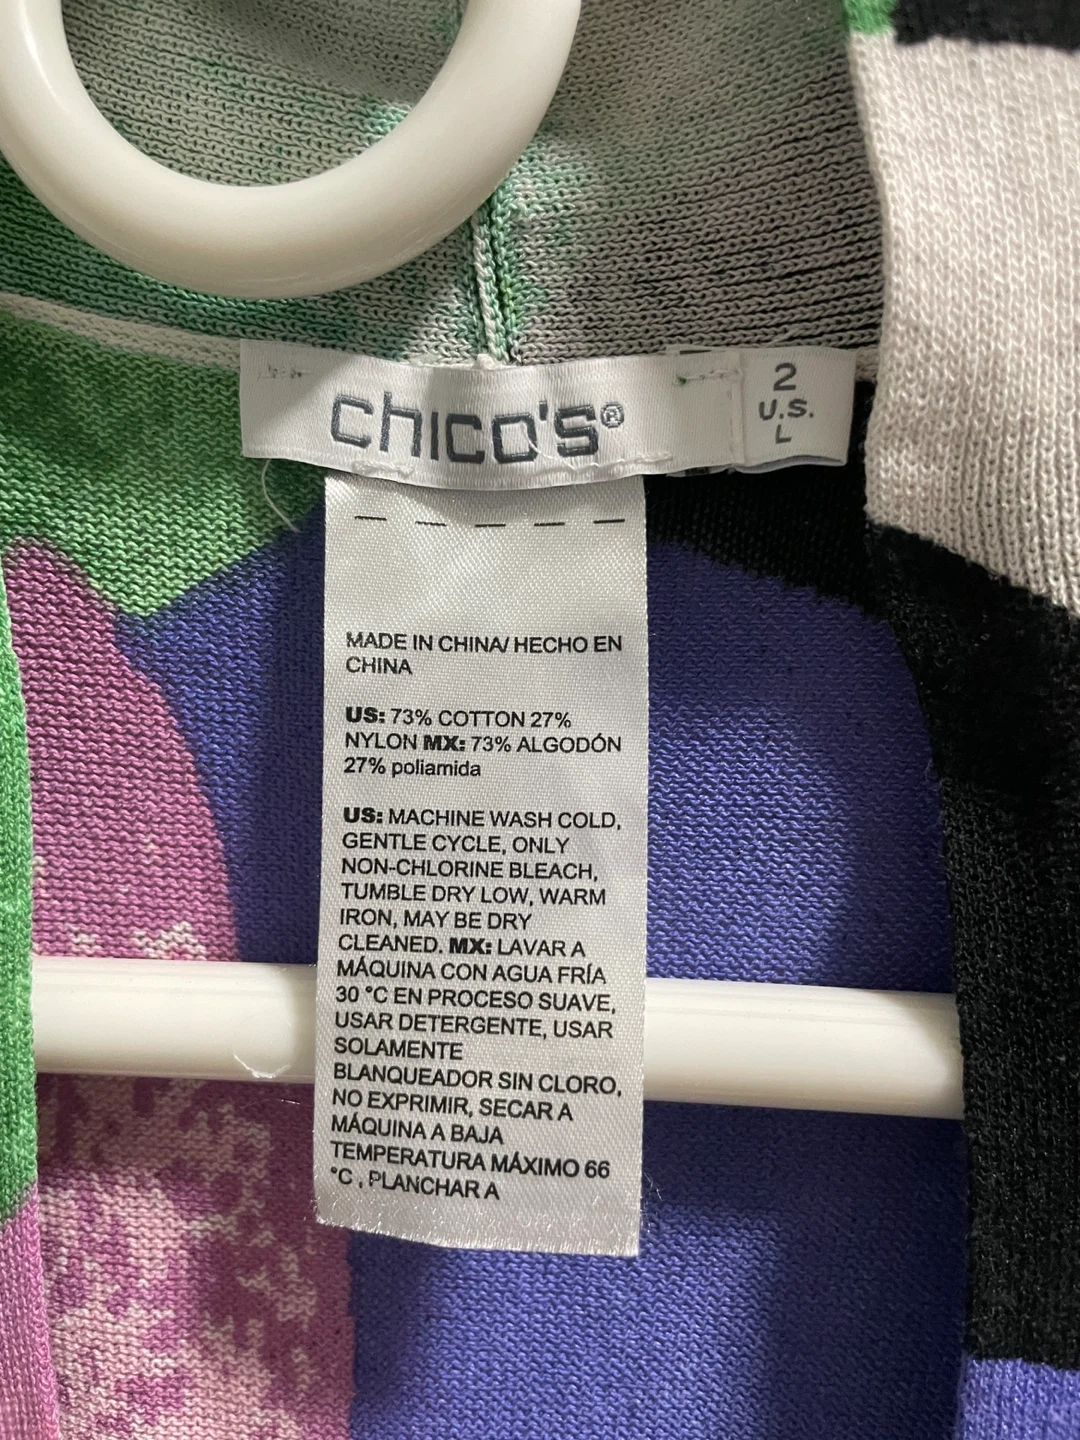 chico's®
2
U.S.
L
MADE IN CHINA/ HECHO EN
CHINA
US: 73% COTTON 27%
NYLON MX: 73% ALGODÓN
27% poliamida
US: MACHINE WASH COLD,
GENTLE CYCLE, ONLY
NON-CHLORINE BLEACH,
TUMBLE DRY LOW, WARM
IRON, MAY BE DRY
CLEANED. MX: LAVAR A
MÁQUINA CON AGUA FRÍA
30 °C EN PROCESO SUAVE,
USAR DETERGENTE, USAR
SOLAMENTE
BLANQUEADOR SIN CLORO,
NO EXPRIMIR, SECAR A
MÁQUINA A BAJA
TEMPERATURA MÁXIMO 66
°C , PLANCHAR A